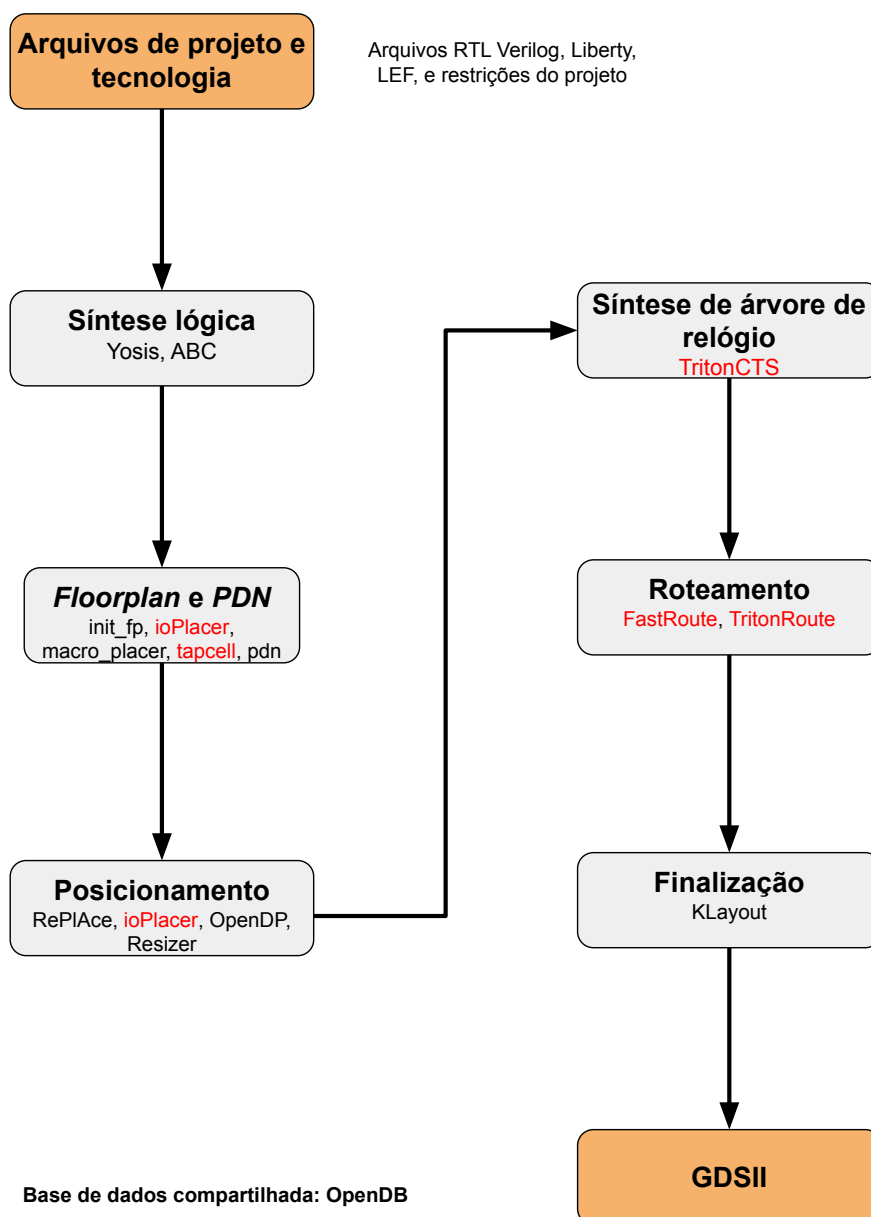 Arquivos de projeto e
tecnologia
Arquivos RTL Verilog, Liberty,
LEF, e restrições do projeto
Síntese lógica
Yosis, ABC
Floorplan e PDN
init_fp, ioPlacer,
macro_placer, tapcell, pdn
Posicionamento
RePlAce, ioPlacer, OpenDP,
Resizer
Síntese de árvore de
relógio
TritonCTS
Roteamento
FastRoute, TritonRoute
Finalização
KLayout
GDSII
Base de dados compartilhada: OpenDB